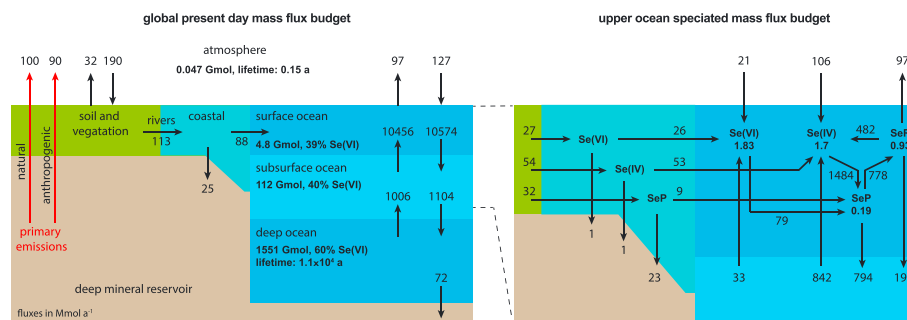 global present day mass flux budget
atmosphere
0.047 Gmol, lifetime: 0.15 a
100
90
32
190
97
127
natural
anthropogenic
primary
emissions
soil and
vegatation
rivers
113
coastal
88
25
surface ocean
4.8 Gmol, 39% Se(VI)
10456
10574
subsurface ocean
112 Gmol, 40% Se(VI)
1006
1104
deep ocean
1551 Gmol, 60% Se(VI)
lifetime: 1.1x10⁴ a
72
deep mineral reservoir
fluxes in Mmol a⁻¹
upper ocean speciated mass flux budget
21
106
97
27
Se(VI)
26
Se(VI)
1.83
Se(IV)
1.7
482
SeP
54
Se(IV)
53
1484
778
32
SeP
9
SeP
0.19
79
1
1
23
33
842
794